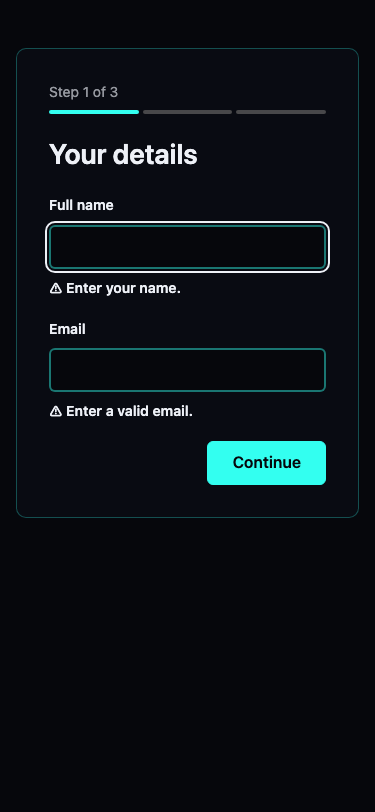 Step 1 of 3
Your details
Full name
⚠ Enter your name.
Email
⚠ Enter a valid email.
Continue